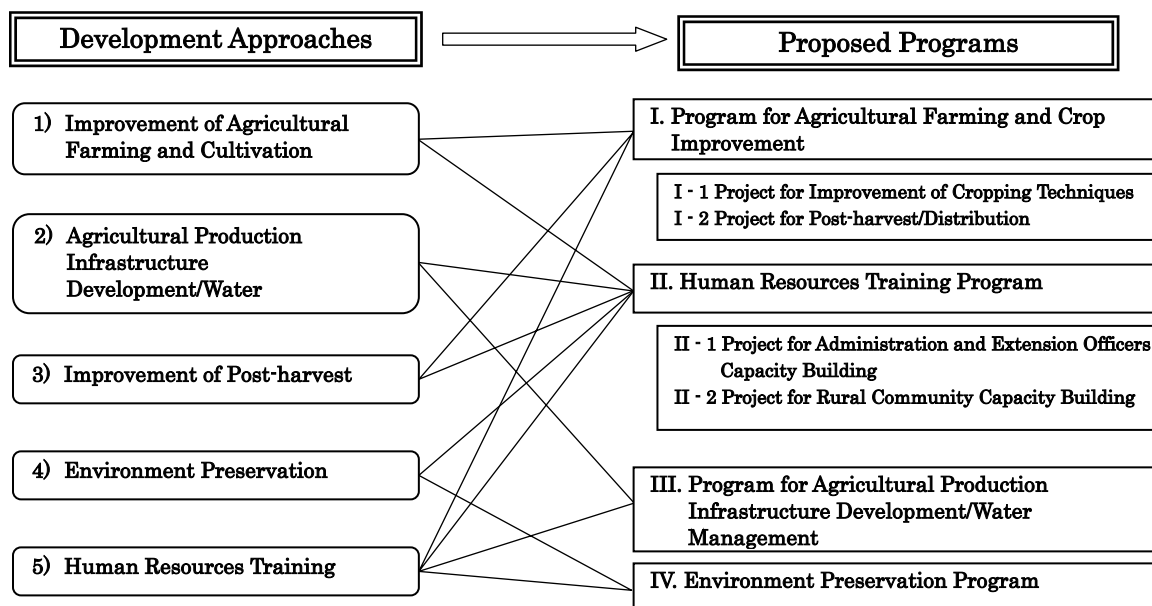 Development Approaches
Proposed Programs
1) Improvement of Agricultural
Farming and Cultivation
2) Agricultural Production
Infrastructure
Development/Water
3) Improvement of Post-harvest
4) Environment Preservation
5) Human Resources Training
I. Program for Agricultural Farming and Crop
Improvement
I - 1 Project for Improvement of Cropping Techniques
I - 2 Project for Post-harvest/Distribution
II. Human Resources Training Program
II - 1 Project for Administration and Extension Officers
Capacity Building
II - 2 Project for Rural Community Capacity Building
III. Program for Agricultural Production
Infrastructure Development/Water
Management
IV. Environment Preservation Program